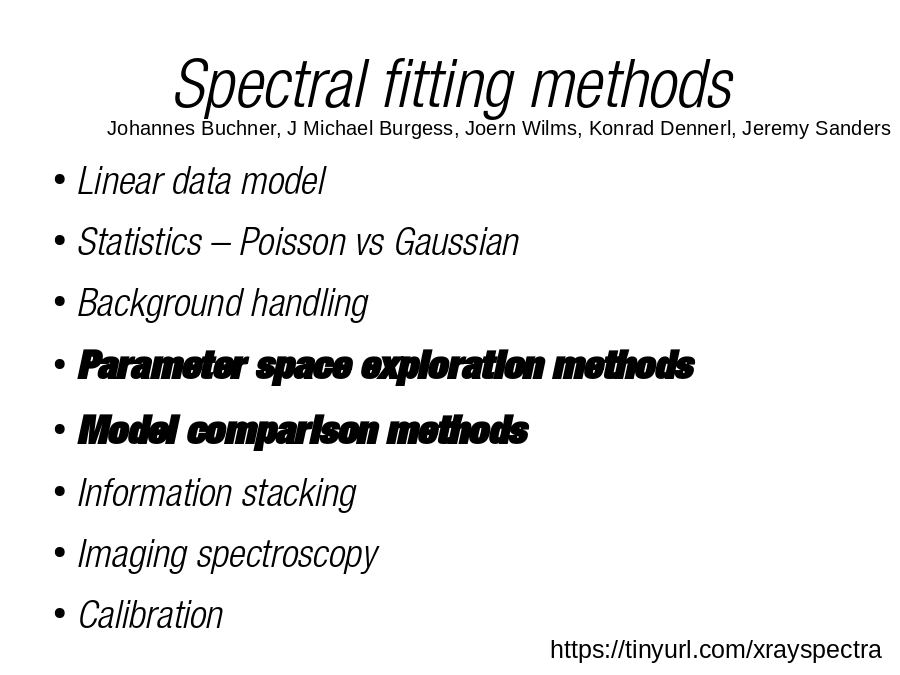 Spectral fitting methods
Johannes Buchner, J Michael Burgess, Joern Wilms, Konrad Dennerl, Jeremy Sanders
• Linear data model
• Statistics – Poisson vs Gaussian
• Background handling
• Parameter space exploration methods
• Model comparison methods
• Information stacking
• Imaging spectroscopy
• Calibration
https://tinyurl.com/xrayspectra